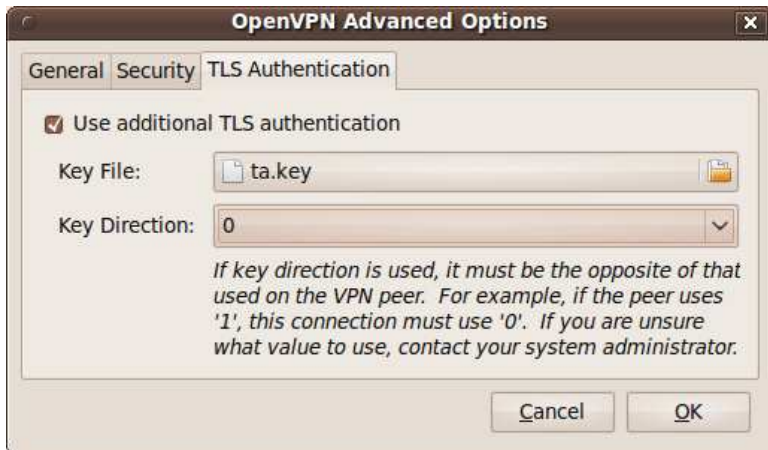 OpenVPN Advanced Options
General Security TLS Authentication
Use additional TLS authentication
Key File: ta.key
Key Direction: 0
If key direction is used, it must be the opposite of that
used on the VPN peer. For example, if the peer uses
'1', this connection must use '0'. If you are unsure
what value to use, contact your system administrator.
Cancel OK